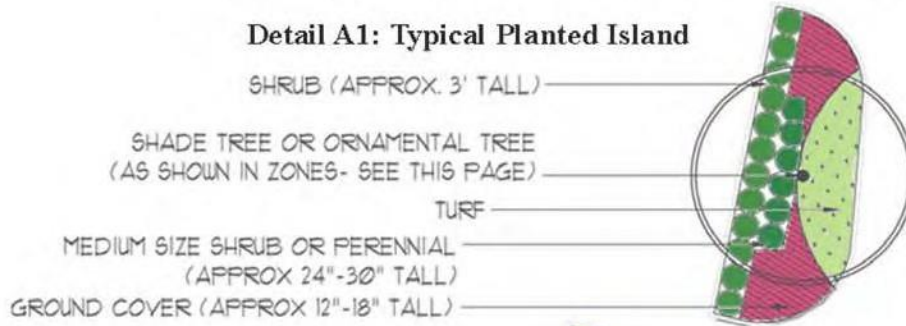 Detail A1: Typical Planted Island
SHRUB (APPROX. 3' TALL)
SHADE TREE OR ORNAMENTAL TREE
(AS SHOWN IN ZONES- SEE THIS PAGE)
TURF
MEDIUM SIZE SHRUB OR PERENNIAL
(APPROX 24"-30" TALL)
GROUND COVER (APPROX 12"-18" TALL)